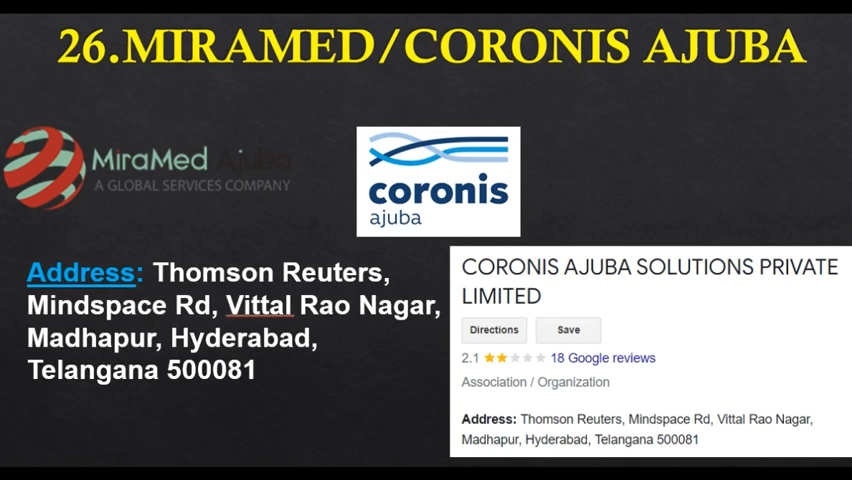 26.MIRAMED/CORONIS AJUBA
MiraMed Ajuba
A GLOBAL SERVICES COMPANY
coronis
ajuba
Address: Thomson Reuters,
Mindspace Rd, Vittal Rao Nagar,
Madhapur, Hyderabad,
Telangana 500081
CORONIS AJUBA SOLUTIONS PRIVATE
LIMITED
Directions Save
2.1 18 Google reviews
Association / Organization
Address: Thomson Reuters, Mindspace Rd, Vittal Rao Nagar,
Madhapur, Hyderabad, Telangana 500081